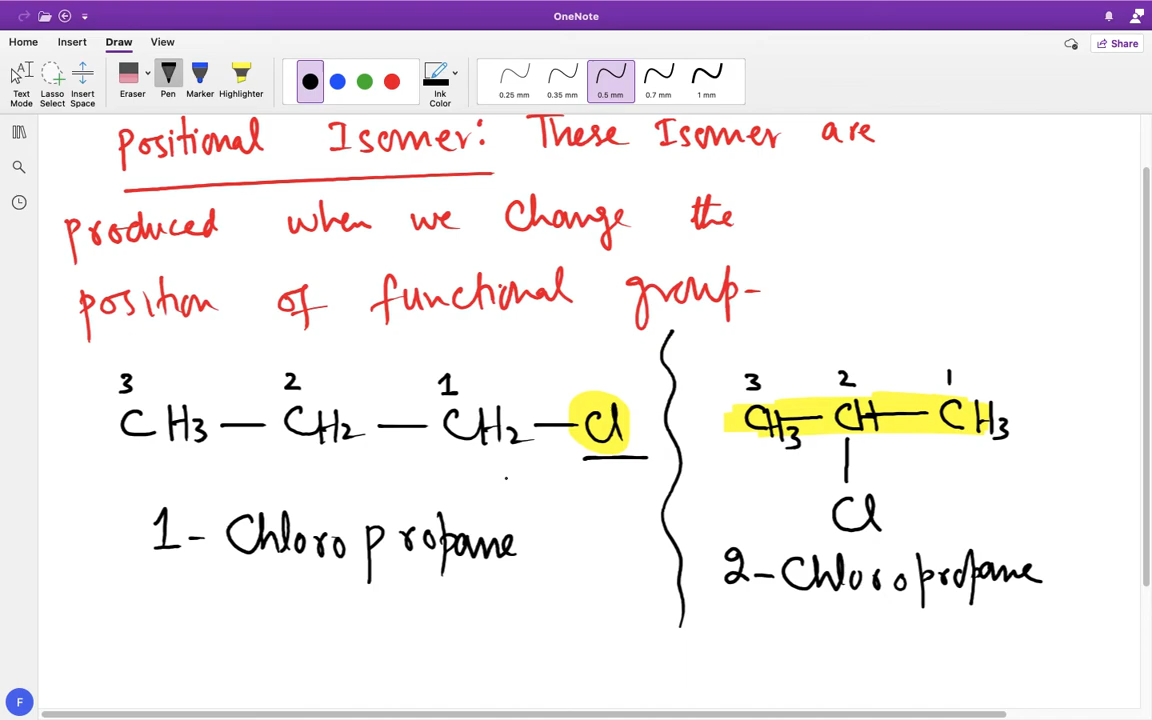 OneNote
Home Insert Draw View
Share
Text Mode
Lasso Select
Insert Space
Eraser
Pen
Marker
Highlighter
0.25 mm
0.35 mm
0.5 mm
0.7 mm
1 mm
Ink Color
Positional Isomer: These Isomer are
produced when we change the
position of functional group-
3 2 1
CH3 — CH2 — CH2 — Cl
1- Chloropropane
3 2 1
CH3 — CH — CH3
|
Cl
2-Chloropropane
F